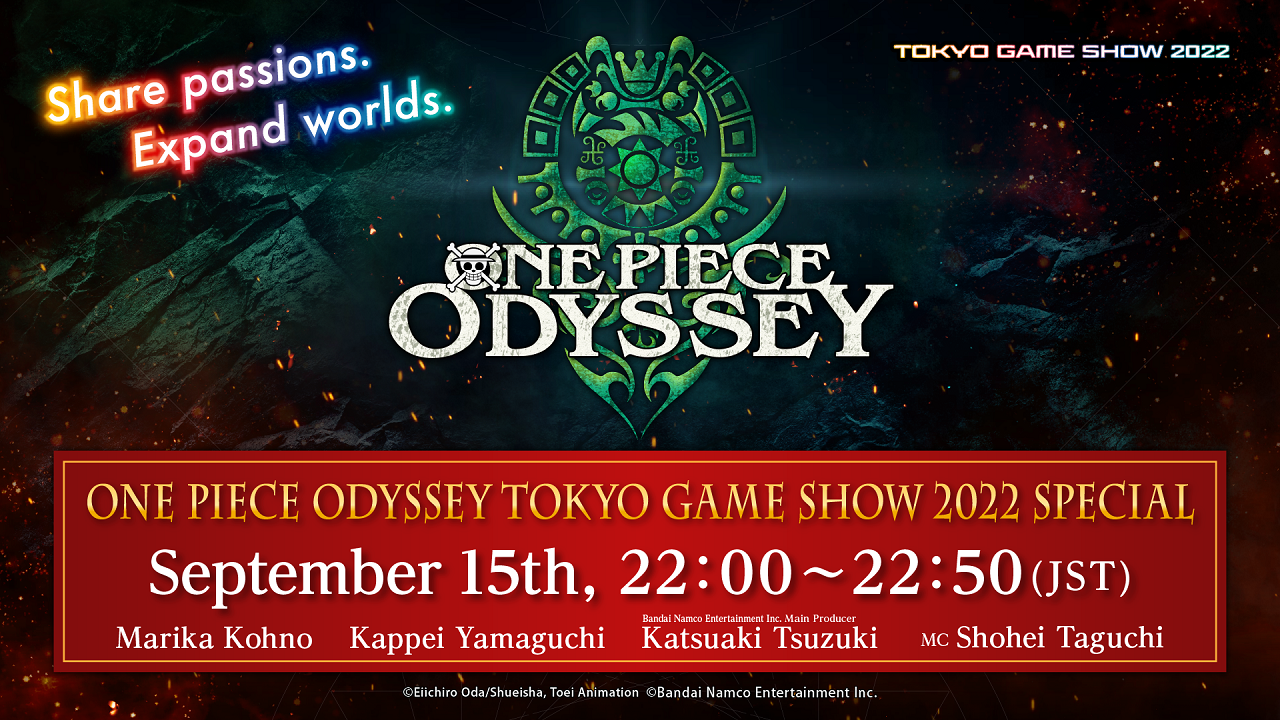 Share passions.
Expand worlds.
TOKYO GAME SHOW 2022
ONE PIECE
ODYSSEY
ONE PIECE ODYSSEY TOKYO GAME SHOW 2022 SPECIAL
September 15th, 22:00～22:50(JST)
Bandai Namco Entertainment Inc. Main Producer
Marika Kohno Kappei Yamaguchi Katsuaki Tsuzuki MC Shohei Taguchi
©Eiichiro Oda/Shueisha, Toei Animation ©Bandai Namco Entertainment Inc.